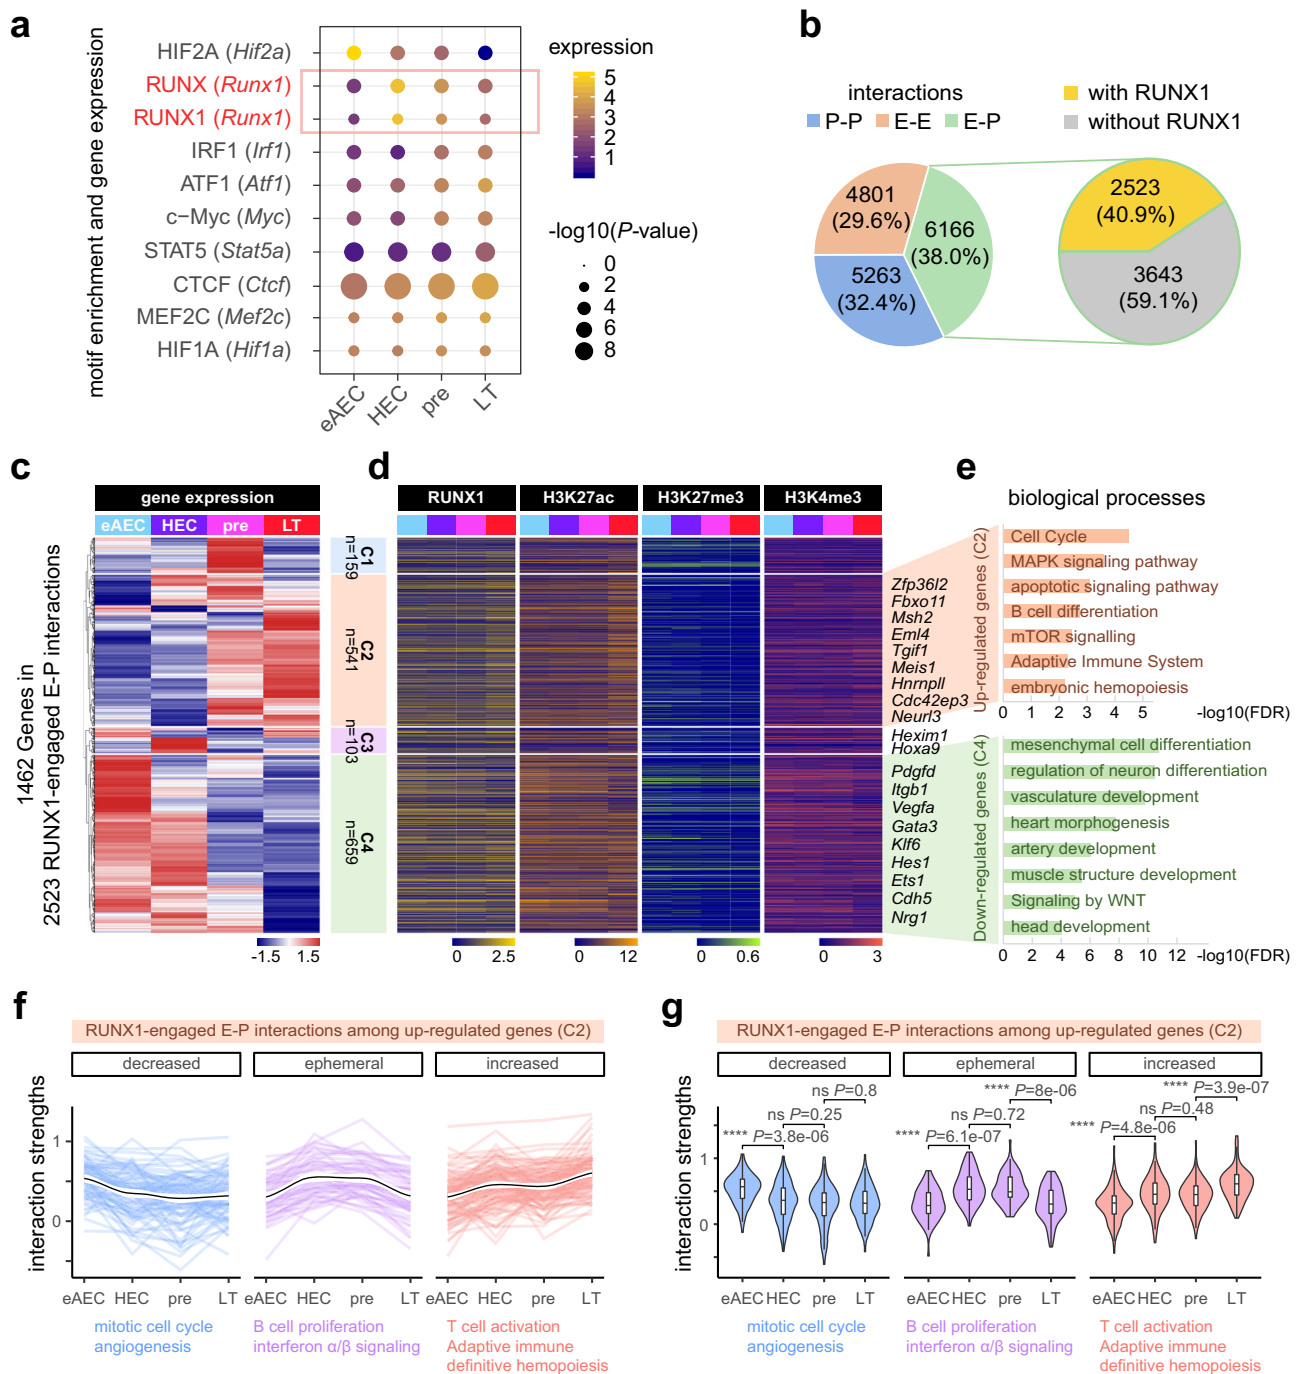 a
motif enrichment and gene expression
HIF2A (Hif2a)
RUNX (Runx1)
RUNX1 (Runx1)
IRF1 (Irf1)
ATF1 (Atf1)
c−Myc (Myc)
STAT5 (Stat5a)
CTCF (Ctcf)
MEF2C (Mef2c)
HIF1A (Hif1a)
eAEC HEC pre LT
expression
5
4
3
2
1
-log10(P-value)
0
2
4
6
8
b
interactions
P-P E-E E-P
with RUNX1
without RUNX1
4801
(29.6%)
6166
(38.0%)
5263
(32.4%)
2523
(40.9%)
3643
(59.1%)
c
1462 Genes in
2523 RUNX1-engaged E-P interactions
gene expression
eAEC HEC pre LT
C1
n=159
C2
n=541
C3
n=103
C4
n=659
-1.5 1.5
d
RUNX1 H3K27ac H3K27me3 H3K4me3
Zfp36l2
Fbxo11
Msh2
Eml4
Tgif1
Meis1
Hnrnpll
Cdc42ep3
Neurl3
Hexim1
Hoxa9
Pdgfd
Itgb1
Vegfa
Gata3
Klf6
Hes1
Ets1
Cdh5
Nrg1
0 2.5 0 12 0 0.6 0 3
e
biological processes
Up-regulated genes (C2)
Cell Cycle
MAPK signaling pathway
apoptotic signaling pathway
B cell differentiation
mTOR signalling
Adaptive Immune System
embryonic hemopoiesis
0 1 2 3 4 5 -log10(FDR)
Down-regulated genes (C4)
mesenchymal cell differentiation
regulation of neuron differentiation
vasculature development
heart morphogenesis
artery development
muscle structure development
Signaling by WNT
head development
0 2 4 6 8 10 12 -log10(FDR)
f
RUNX1-engaged E-P interactions among up-regulated genes (C2)
decreased ephemeral increased
interaction strengths
1
0
eAEC HEC pre LT eAEC HEC pre LT eAEC HEC pre LT
mitotic cell cycle
angiogenesis
B cell proliferation
interferon α/β signaling
T cell activation
Adaptive immune
definitive hemopoiesis
g
RUNX1-engaged E-P interactions among up-regulated genes (C2)
decreased ephemeral increased
interaction strengths
1
0
ns P=0.8
ns P=0.25
**** P=3.8e-06
**** P=8e-06
ns P=0.72
**** P=6.1e-07
**** P=3.9e-07
ns P=0.48
**** P=4.8e-06
eAEC HEC pre LT eAEC HEC pre LT eAEC HEC pre LT
mitotic cell cycle
angiogenesis
B cell proliferation
interferon α/β signaling
T cell activation
Adaptive immune
definitive hemopoiesis